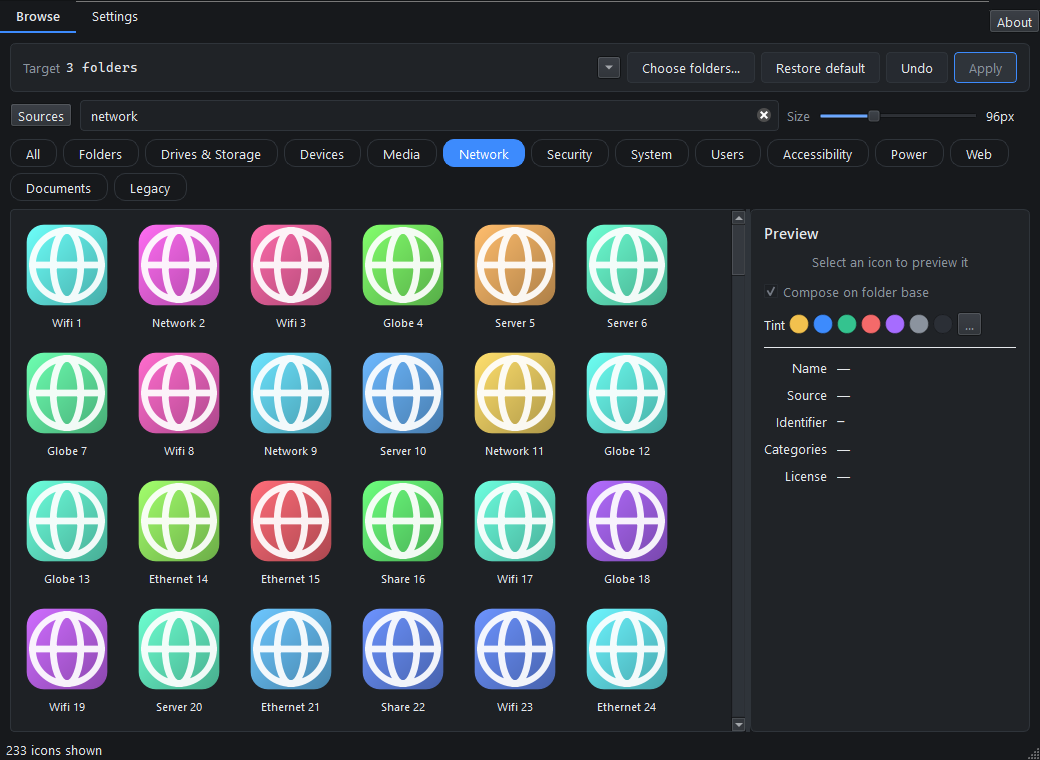 Browse Settings
About
Target 3 folders Choose folders... Restore default Undo Apply
Sources network Size 96px
All Folders Drives & Storage Devices Media Network Security System Users Accessibility Power Web
Documents Legacy
Preview
Select an icon to preview it
Compose on folder base
Tint ...
Name —
Source —
Identifier –
Categories —
License —
Wifi 1 Network 2 Wifi 3 Globe 4 Server 5 Server 6
Globe 7 Wifi 8 Network 9 Server 10 Network 11 Globe 12
Globe 13 Ethernet 14 Ethernet 15 Share 16 Wifi 17 Globe 18
Wifi 19 Server 20 Ethernet 21 Share 22 Wifi 23 Ethernet 24
233 icons shown